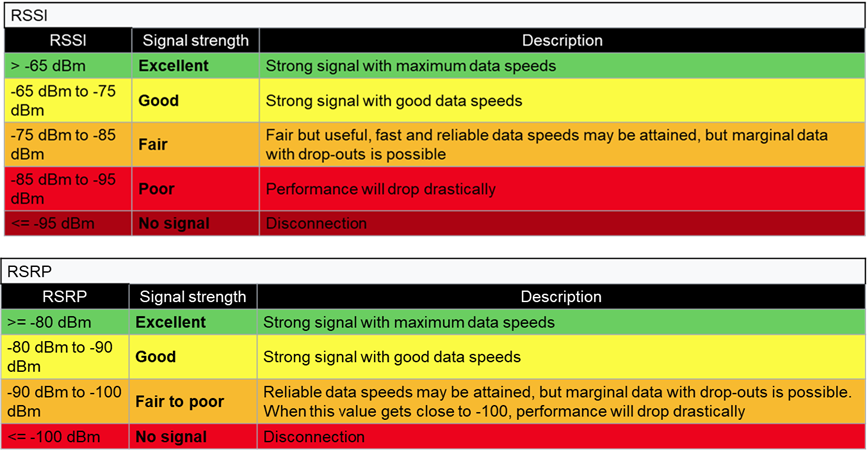 RSSI
RSSI Signal strength Description
> -65 dBm Excellent Strong signal with maximum data speeds
-65 dBm to -75
dBm
Good Strong signal with good data speeds
-75 dBm to -85
dBm
Fair
Fair but useful, fast and reliable data speeds may be attained, but marginal data
with drop-outs is possible
-85 dBm to -95
dBm
Poor Performance will drop drastically
<= -95 dBm No signal Disconnection
RSRP
RSRP Signal strength Description
>= -80 dBm Excellent Strong signal with maximum data speeds
-80 dBm to -90
dBm
Good Strong signal with good data speeds
-90 dBm to -100
dBm
Fair to poor
Reliable data speeds may be attained, but marginal data with drop-outs is possible.
When this value gets close to -100, performance will drop drastically
<= -100 dBm No signal Disconnection